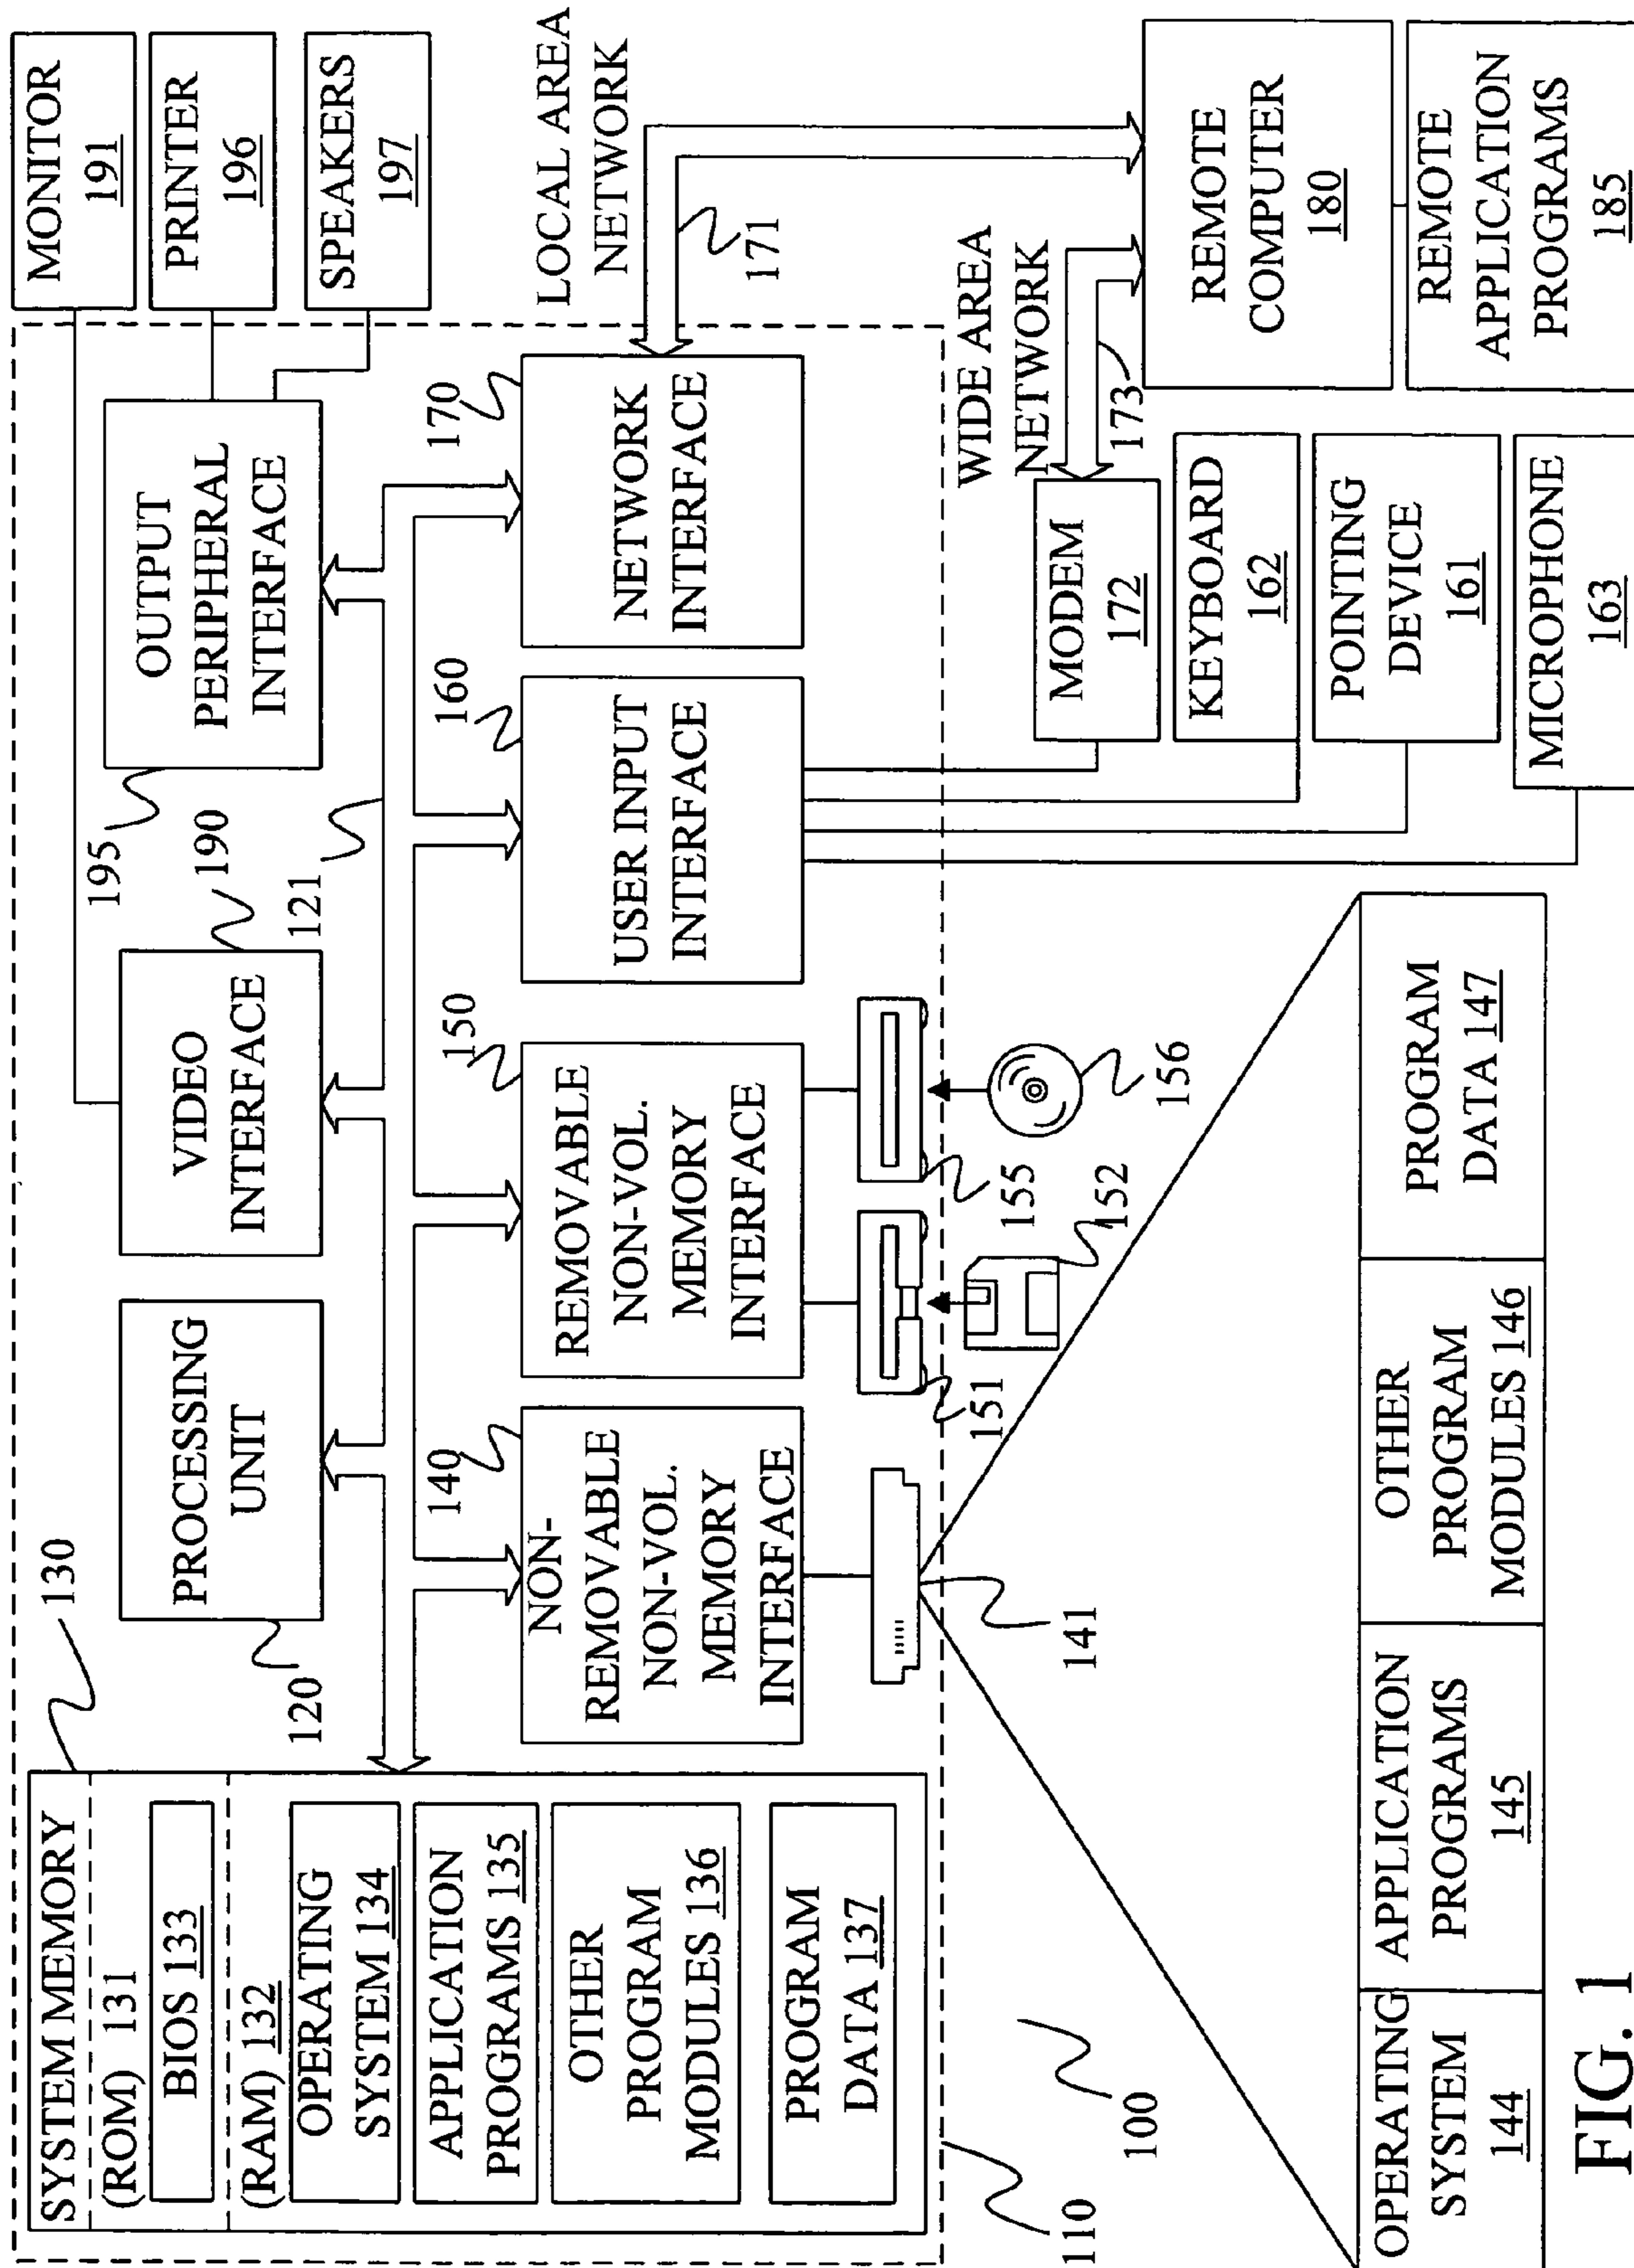 SYSTEM MEMORY
(ROM) 131
BIOS 133
(RAM) 132
OPERATING
SYSTEM 134
APPLICATION
PROGRAMS 135
OTHER
PROGRAM
MODULES 136
PROGRAM
DATA 137
130
PROCESSING
UNIT
120
VIDEO
INTERFACE
190
121
OUTPUT
PERIPHERAL
INTERFACE
195
MONITOR
191
PRINTER
196
SPEAKERS
197
NON-
REMOVABLE
NON-VOL.
MEMORY
INTERFACE
140
REMOVABLE
NON-VOL.
MEMORY
INTERFACE
150
USER INPUT
INTERFACE
160
NETWORK
INTERFACE
170
LOCAL AREA
NETWORK
171
WIDE AREA
NETWORK
173
141
151
152
155
156
MODEM
172
KEYBOARD
162
POINTING
DEVICE
161
MICROPHONE
163
REMOTE
COMPUTER
180
REMOTE
APPLICATION
PROGRAMS
185
110
100
OPERATING
SYSTEM
144
APPLICATION
PROGRAMS
145
OTHER
PROGRAM
MODULES 146
PROGRAM
DATA 147
FIG. 1